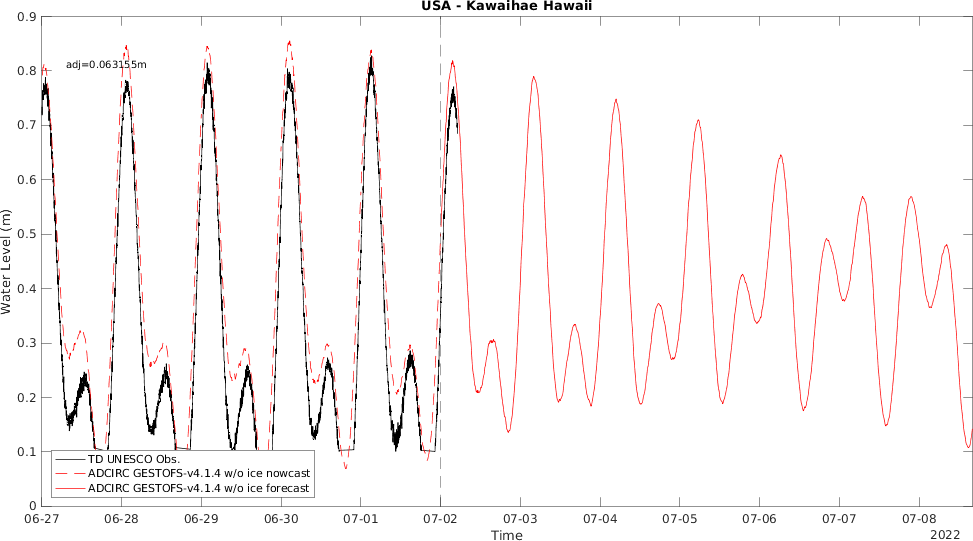 USA - Kawaihae Hawaii
0.9
adj=0.063155m
0.8
0.7
0.6
0.5
0.4
0.3
0.2
0.1
0
Water Level (m)
TD UNESCO Obs.
ADCIRC GESTOFS-v4.1.4 w/o ice nowcast
ADCIRC GESTOFS-v4.1.4 w/o ice forecast
06-27 06-28 06-29 06-30 07-01 07-02 07-03 07-04 07-05 07-06 07-07 07-08
2022
Time